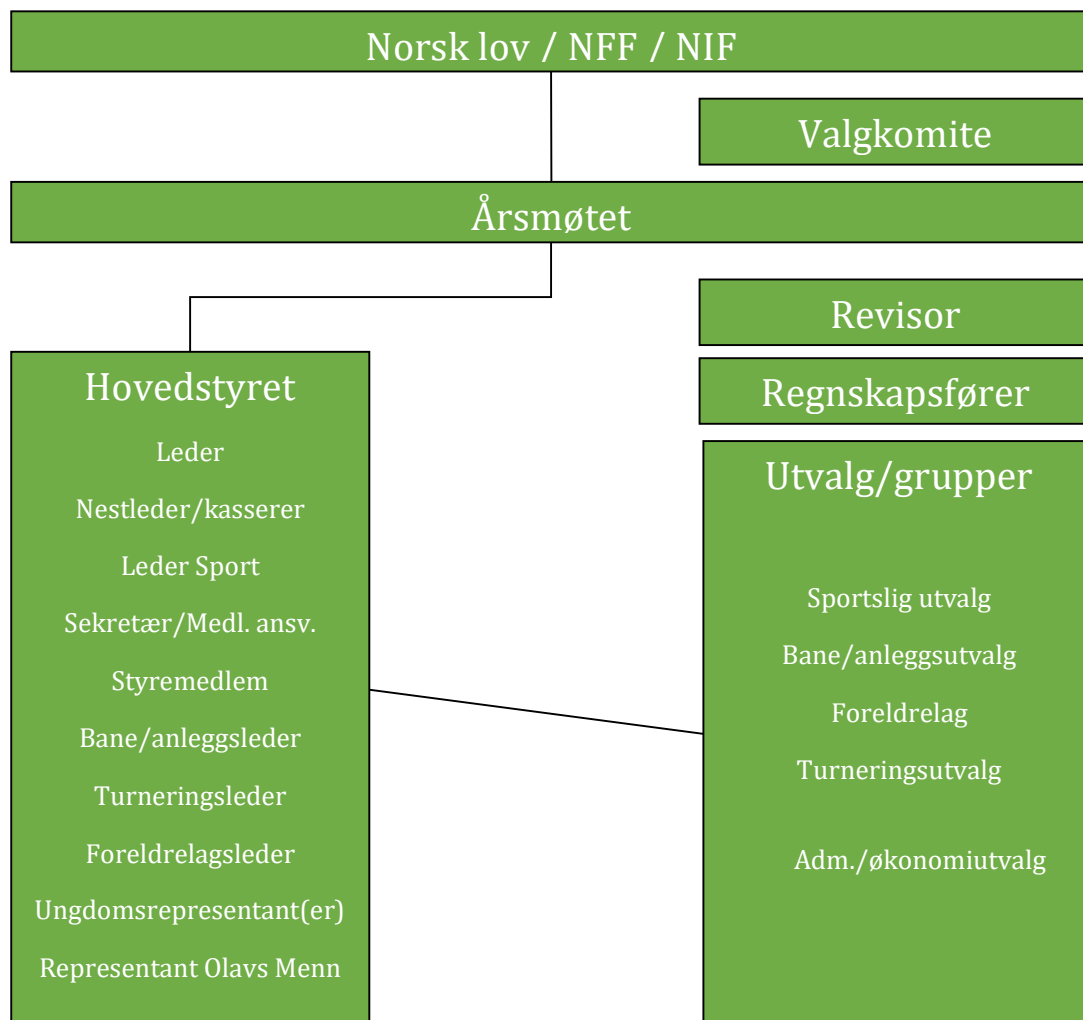 Norsk lov / NFF / NIF
Valgkomite
Årsmøtet
Revisor
Regnskapsfører
Hovedstyret
Leder
Nestleder/kasserer
Leder Sport
Sekretær/Medl. ansv.
Styremedlem
Bane/anleggsleder
Turneringsleder
Foreldrelagsleder
Ungdomsrepresentant(er)
Representant Olavs Menn
Utvalg/grupper
Sportslig utvalg
Bane/anleggsutvalg
Foreldrelag
Turneringsutvalg
Adm./økonomiutvalg